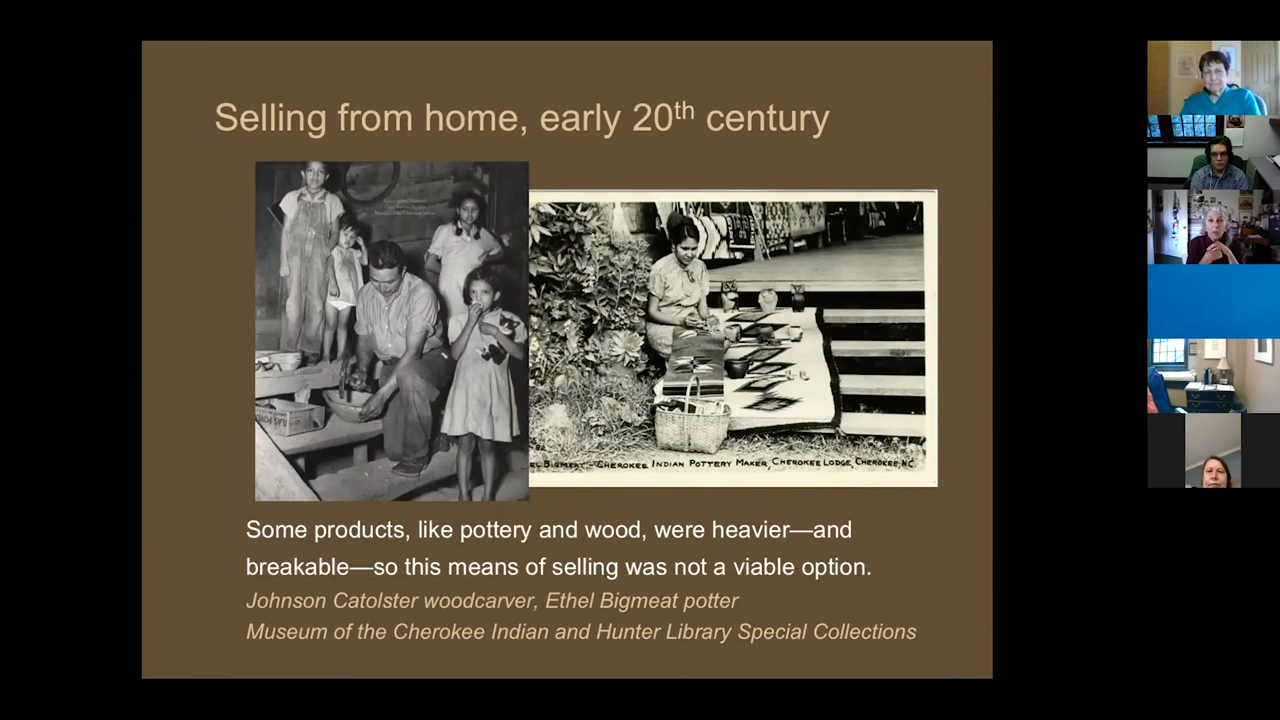 Selling from home, early 20th century
EL BIGMEAT - CHEROKEE INDIAN POTTERY MAKER, CHEROKEE LODGE, CHEROKEE, N.C.
Some products, like pottery and wood, were heavier—and
breakable—so this means of selling was not a viable option.
Johnson Catolster woodcarver, Ethel Bigmeat potter
Museum of the Cherokee Indian and Hunter Library Special Collections